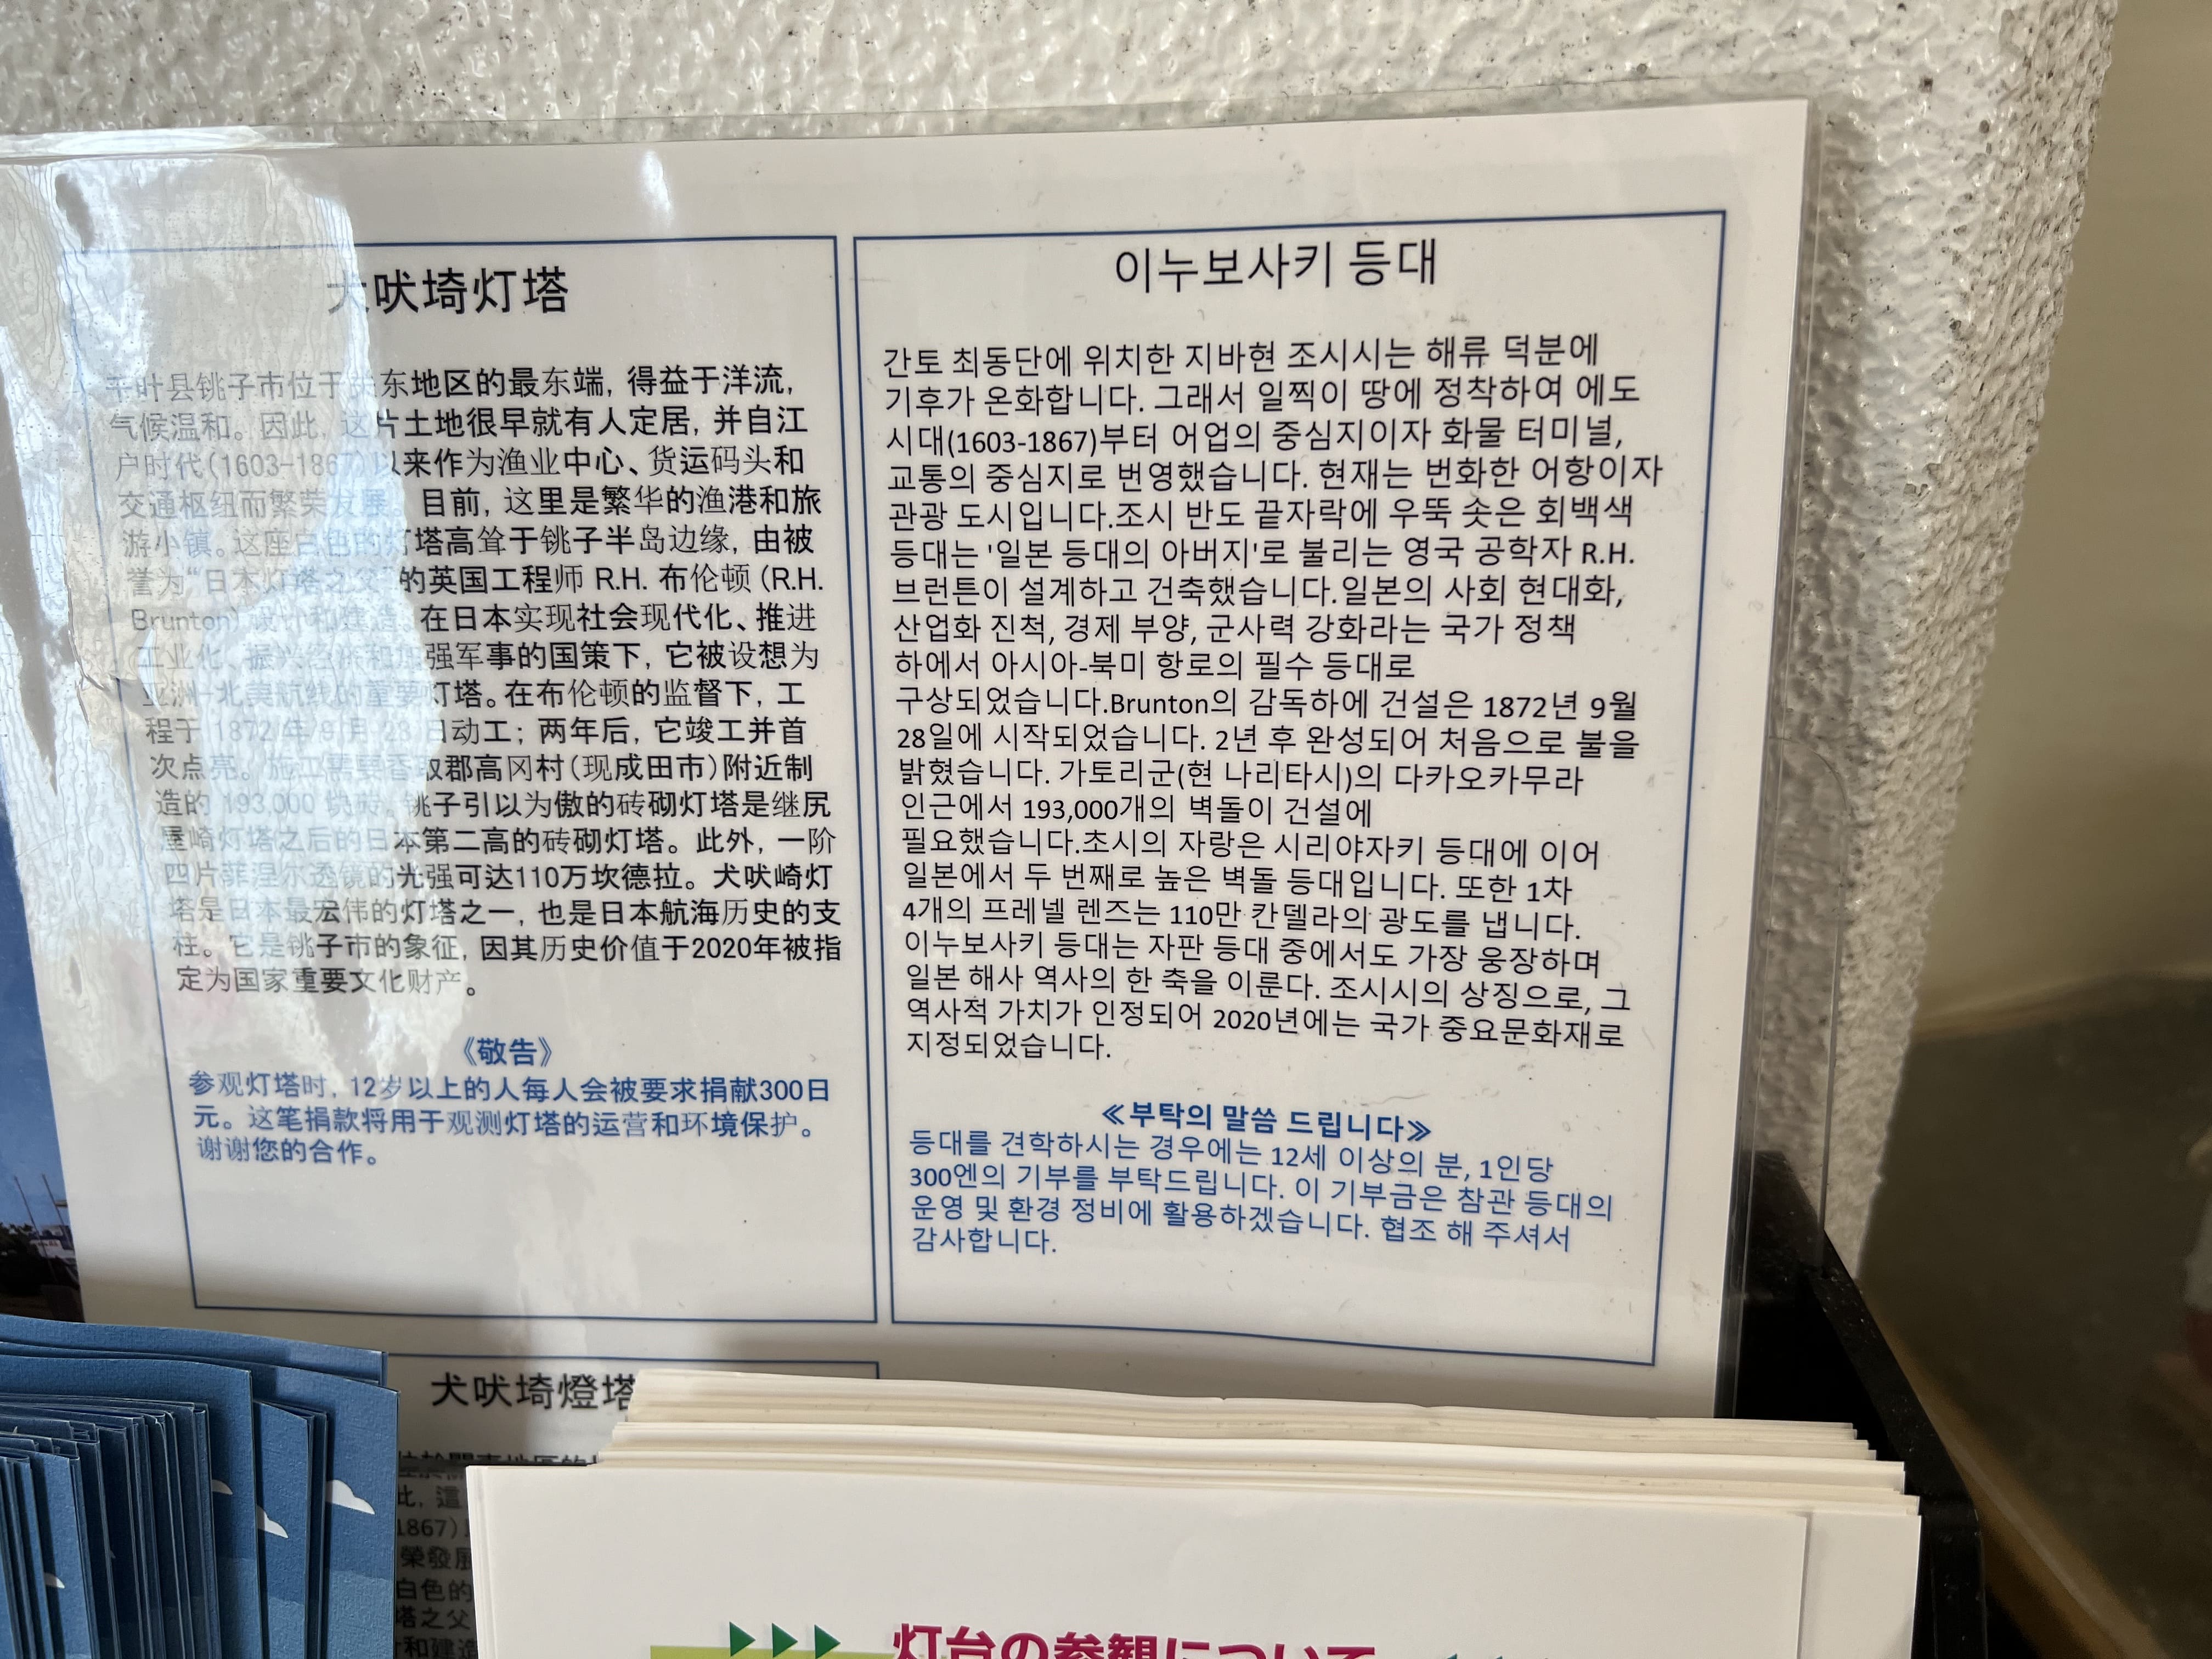 犬吠埼灯塔
千叶县铫子市位于关东地区的最东端，得益于洋流，
气候温和。因此，这片土地很早就有人定居，并自江
户时代（1603-1867）以来作为渔业中心、货运码头和
交通枢纽而繁荣发展。目前，这里是繁华的渔港和旅
游小镇。这座白色的灯塔高耸于铫子半岛边缘，由被
誉为“日本灯塔之父”的英国工程师 R.H. 布伦顿（R.H.
Brunton）设计和建造。在日本实现社会现代化、推进
工业化、振兴经济和加强军事的国策下，它被设想为
亚洲-北美航线的重要灯塔。在布伦顿的监督下，工
程于 1872 年 9 月 28 日动工；两年后，它竣工并首
次点亮。施工需要香取郡高冈村（现成田市）附近制
造的 193,000 块砖。铫子引以为傲的砖砌灯塔是继尻
屋崎灯塔之后的日本第二高的砖砌灯塔。此外，一阶
四片菲涅尔透镜的光强可达110万坎德拉。犬吠崎灯
塔是日本最宏伟的灯塔之一，也是日本航海历史的支
柱。它是铫子市的象征，因其历史价值于2020年被指
定为国家重要文化财产。
《敬告》
参观灯塔时，12岁以上的人每人会被要求捐献300日
元。这笔捐款将用于观测灯塔的运营和环境保护。
谢谢您的合作。
이누보사키 등대
간토 최동단에 위치한 지바현 조시시는 해류 덕분에
기후가 온화합니다. 그래서 일찍이 땅에 정착하여 에도
시대(1603-1867)부터 어업의 중심지이자 화물 터미널,
교통의 중심지로 번영했습니다. 현재는 번화한 어항이자
관광 도시입니다.조시 반도 끝자락에 우뚝 솟은 회백색
등대는 '일본 등대의 아버지'로 불리는 영국 공학자 R.H.
브런튼이 설계하고 건축했습니다.일본의 사회 현대화,
산업화 진척, 경제 부양, 군사력 강화라는 국가 정책
하에서 아시아-북미 항로의 필수 등대로
구상되었습니다.Brunton의 감독하에 건설은 1872년 9월
28일에 시작되었습니다. 2년 후 완성되어 처음으로 불을
밝혔습니다. 가토리군(현 나리타시)의 다카오카무라
인근에서 193,000개의 벽돌이 건설에
필요했습니다.초시의 자랑은 시리야자키 등대에 이어
일본에서 두 번째로 높은 벽돌 등대입니다. 또한 1차
4개의 프레넬 렌즈는 110만 칸델라의 광도를 냅니다.
이누보사키 등대는 자판 등대 중에서도 가장 웅장하며
일본 해사 역사의 한 축을 이룬다. 조시시의 상징으로, 그
역사적 가치가 인정되어 2020년에는 국가 중요문화재로
지정되었습니다.
≪부탁의 말씀 드립니다≫
등대를 견학하시는 경우에는 12세 이상의 분, 1인당
300엔의 기부를 부탁드립니다. 이 기부금은 참관 등대의
운영 및 환경 정비에 활용하겠습니다. 협조 해 주셔서
감사합니다.
犬吠埼燈塔
此，這
1867）
榮發展
白色的
塔之父
和建造
灯台の参観について